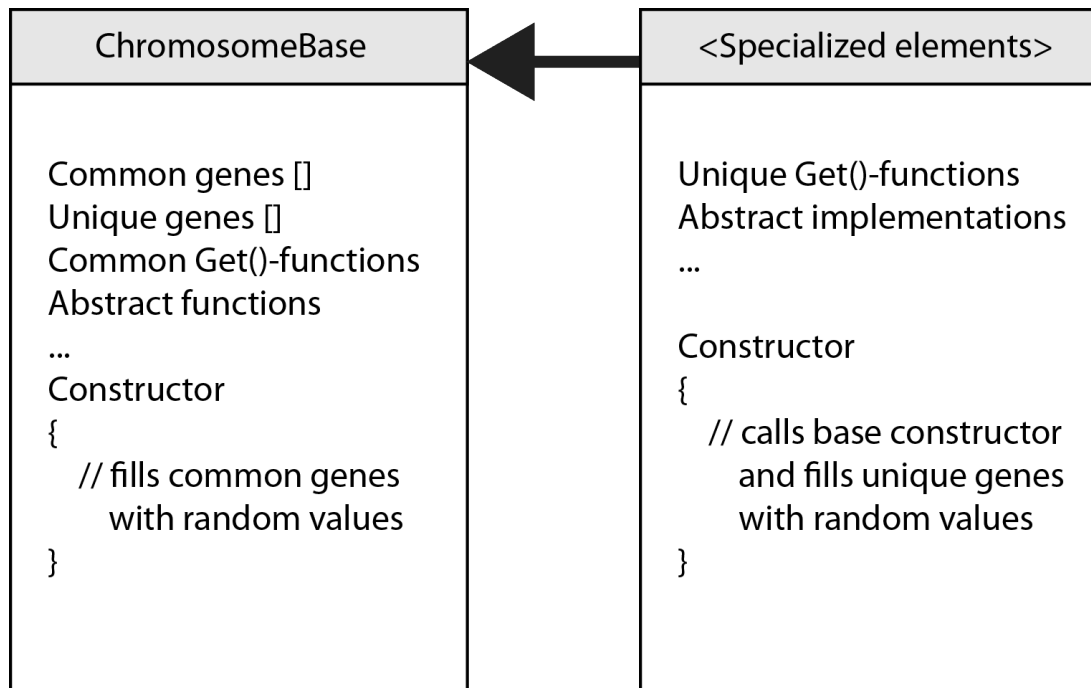 ChromosomeBase
Common genes []
Unique genes []
Common Get()-functions
Abstract functions
...
Constructor
{
// fills common genes
with random values
}
<Specialized elements>
Unique Get()-functions
Abstract implementations
...
Constructor
{
// calls base constructor
and fills unique genes
with random values
}